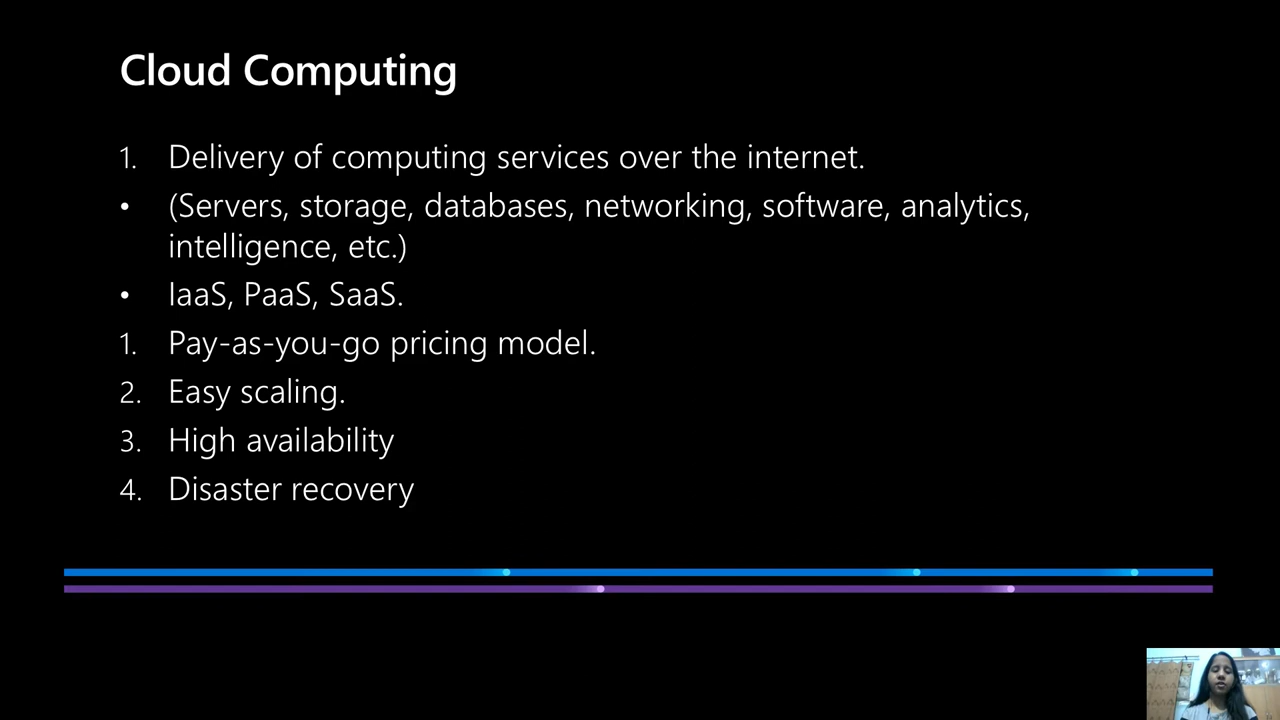 Cloud Computing
1. Delivery of computing services over the internet.
• (Servers, storage, databases, networking, software, analytics,
intelligence, etc.)
• IaaS, PaaS, SaaS.
1. Pay-as-you-go pricing model.
2. Easy scaling.
3. High availability
4. Disaster recovery